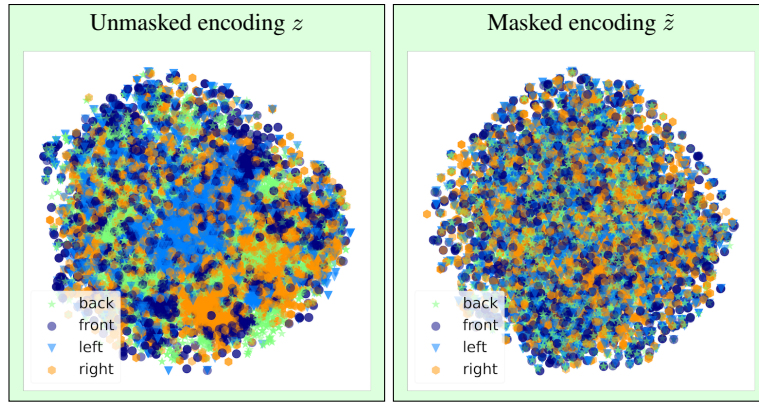 Unmasked encoding z
back
front
left
right
Masked encoding z̃
back
front
left
right